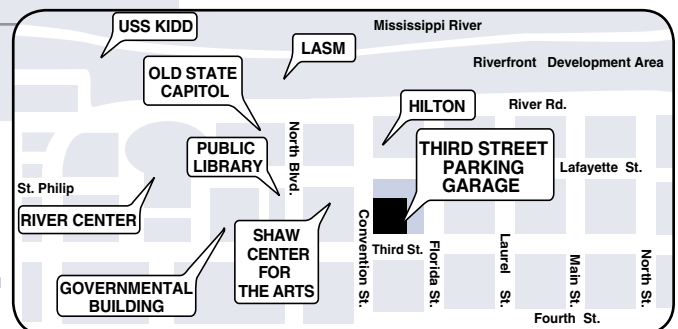 USS KIDD
Mississippi River
LASM
Riverfront Development Area
OLD STATE
CAPITOL
HILTON
River Rd.
North Blvd.
PUBLIC
LIBRARY
THIRD STREET
PARKING
GARAGE
Lafayette St.
St. Philip
RIVER CENTER
SHAW
CENTER
FOR
THE ARTS
Convention St.
Third St.
Florida St.
Laurel St.
Main St.
North St.
GOVERNMENTAL
BUILDING
Fourth St.